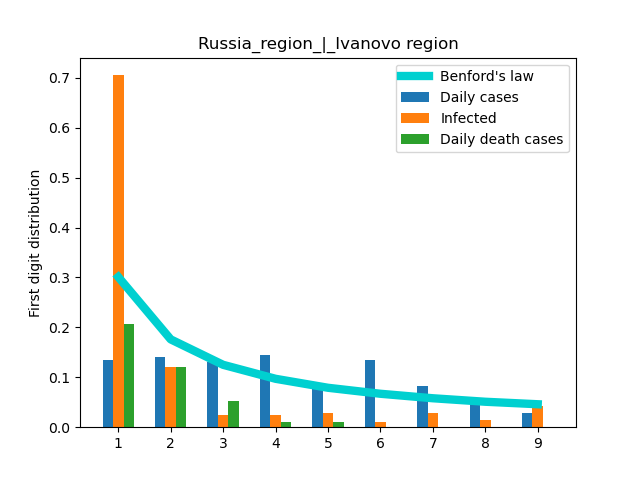 Russia_region_|_Ivanovo region
First digit distribution
0.7
0.6
0.5
0.4
0.3
0.2
0.1
0.0
1 2 3 4 5 6 7 8 9
Benford's law
Daily cases
Infected
Daily death cases